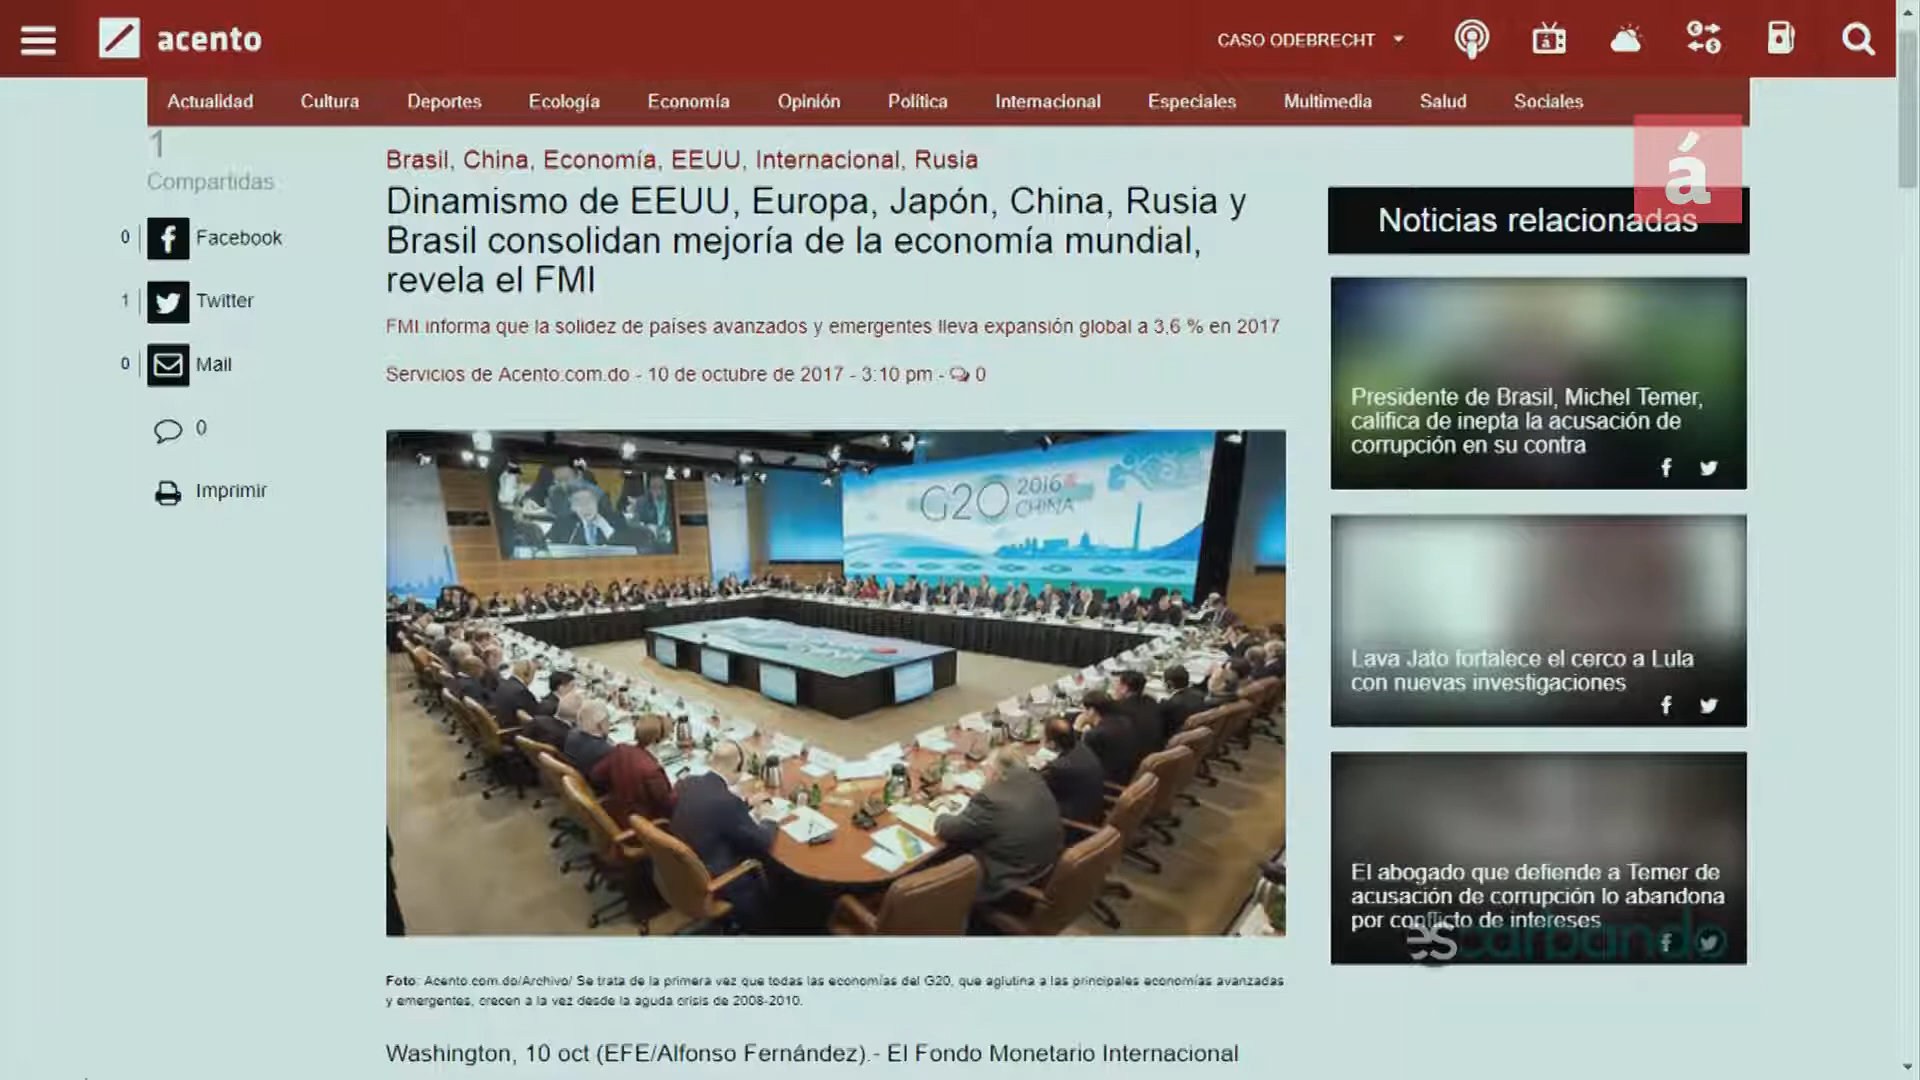 acento
CASO ODEBRECHT
Actualidad Cultura Deportes Ecología Economía Opinión Política Internacional Especiales Multimedia Salud Sociales
1
Compartidas
0 Facebook
1 Twitter
0 Mail
0
Imprimir
Brasil, China, Economía, EEUU, Internacional, Rusia
Dinamismo de EEUU, Europa, Japón, China, Rusia y
Brasil consolidan mejoría de la economía mundial,
revela el FMI
FMI informa que la solidez de países avanzados y emergentes lleva expansión global a 3,6 % en 2017
Servicios de Acento.com.do - 10 de octubre de 2017 - 3:10 pm - 0
G20 2016
CHINA
Foto: Acento.com.do/Archivo/ Se trata de la primera vez que todas las economías del G20, que aglutina a las principales economías avanzadas
y emergentes, crecen a la vez desde la aguda crisis de 2008-2010.
Washington, 10 oct (EFE/Alfonso Fernández).- El Fondo Monetario Internacional
á
Noticias relacionadas
Presidente de Brasil, Michel Temer,
califica de inepta la acusación de
corrupción en su contra
Lava Jato fortalece el cerco a Lula
con nuevas investigaciones
El abogado que defiende a Temer de
acusación de corrupción lo abandona
por conflicto de intereses
escarbando